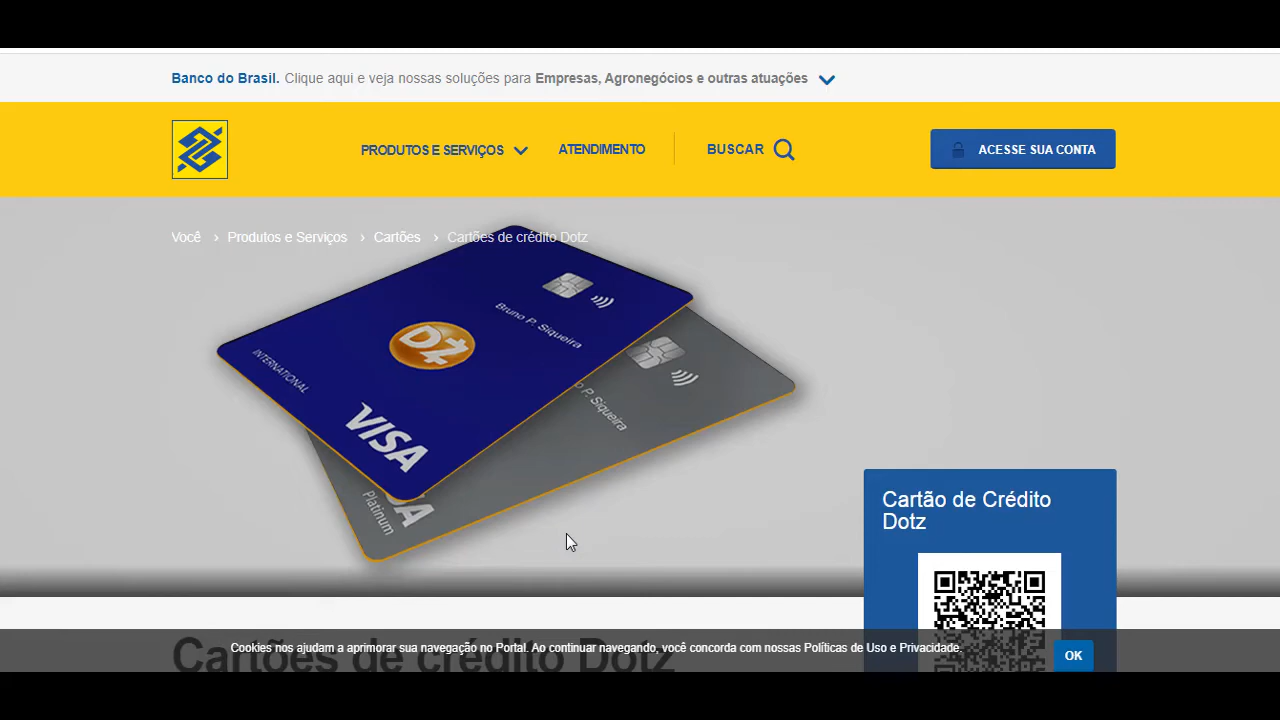 Banco do Brasil. Clique aqui e veja nossas soluções para Empresas, Agronegócios e outras atuações
PRODUTOS E SERVIÇOS
ATENDIMENTO
BUSCAR
ACESSE SUA CONTA
Você › Produtos e Serviços › Cartões › Cartões de crédito Dotz
Bruno P. Siqueira
DZ
INTERNATIONAL
VISA
P. Siqueira
Platinum
Cartão de Crédito
Dotz
Cartões de crédito Dotz
Cookies nos ajudam a aprimorar sua navegação no Portal. Ao continuar navegando, você concorda com nossas Políticas de Uso e Privacidade.
OK